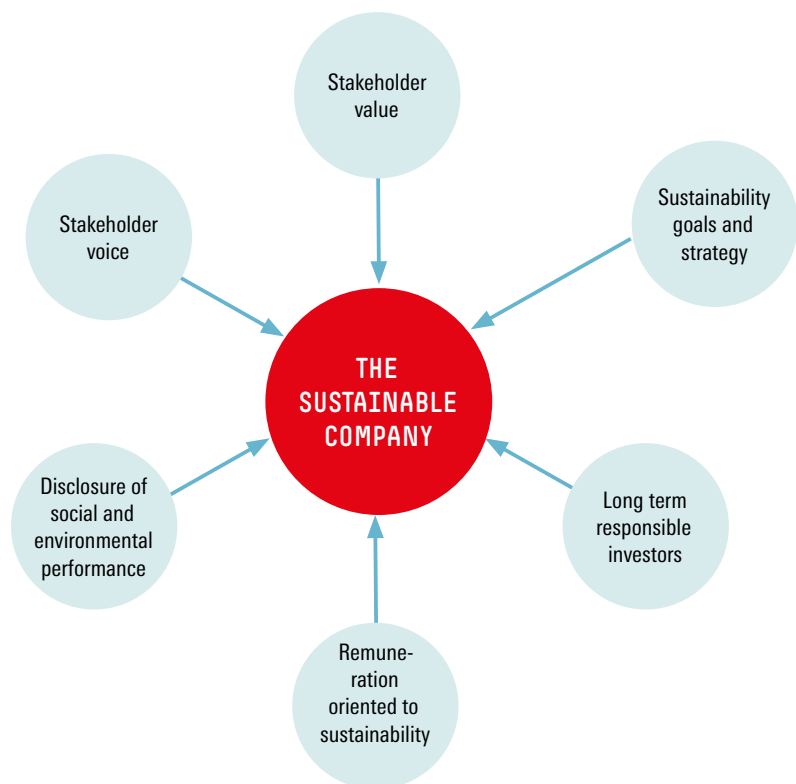 Stakeholder
value
Stakeholder
voice
Sustainability
goals and
strategy
THE
SUSTAINABLE
COMPANY
Disclosure of
social and
environmental
performance
Long term
responsible
investors
Remune-
ration
oriented to
sustainability